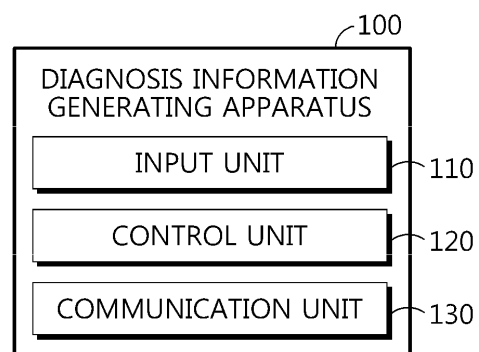 100
DIAGNOSIS INFORMATION
GENERATING APPARATUS
INPUT UNIT
110
CONTROL UNIT
120
COMMUNICATION UNIT
130